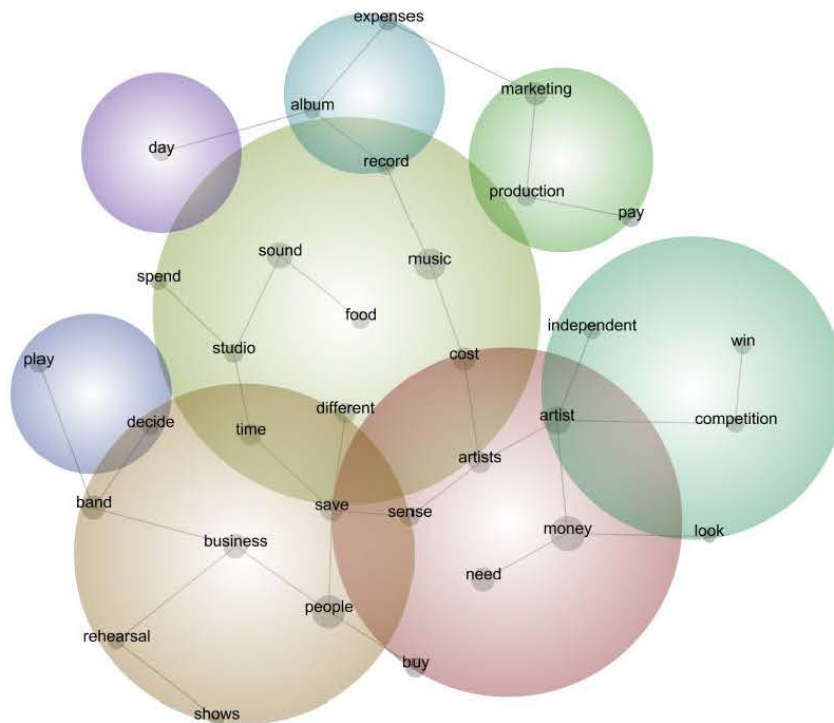 expenses
marketing
album
day
record
production
pay
sound
music
spend
food
independent
win
studio
cost
play
different
artist
competition
decide
time
artists
band
save
sense
money
look
business
need
people
rehearsal
buy
shows